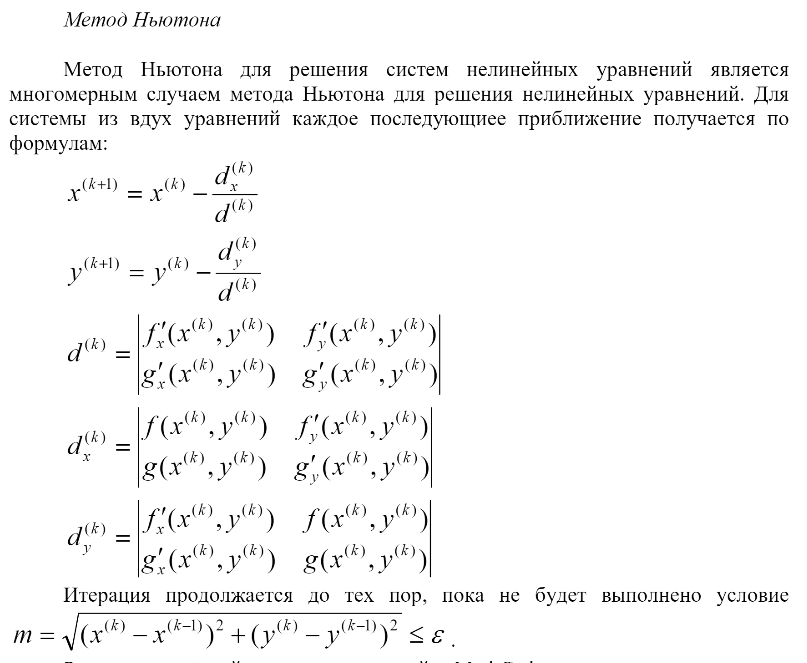 Метод Ньютона
Метод Ньютона для решения систем нелинейных уравнений является
многомерным случаем метода Ньютона для решения нелинейных уравнений. Для
системы из вдух уравнений каждое последующиее приближение получается по
формулам:
x^{(k+1)} = x^{(k)} − \frac{d_x^{(k)}}{d^{(k)}}
y^{(k+1)} = y^{(k)} − \frac{d_y^{(k)}}{d^{(k)}}
d^{(k)} = \begin{vmatrix} f'_x(x^{(k)}, y^{(k)}) & f'_y(x^{(k)}, y^{(k)}) \\ g'_x(x^{(k)}, y^{(k)}) & g'_y(x^{(k)}, y^{(k)}) \end{vmatrix}
d_x^{(k)} = \begin{vmatrix} f(x^{(k)}, y^{(k)}) & f'_y(x^{(k)}, y^{(k)}) \\ g(x^{(k)}, y^{(k)}) & g'_y(x^{(k)}, y^{(k)}) \end{vmatrix}
d_y^{(k)} = \begin{vmatrix} f'_x(x^{(k)}, y^{(k)}) & f(x^{(k)}, y^{(k)}) \\ g'_x(x^{(k)}, y^{(k)}) & g(x^{(k)}, y^{(k)}) \end{vmatrix}
Итерация продолжается до тех пор, пока не будет выполнено условие
m = \sqrt{(x^{(k)} − x^{(k−1)})^2 + (y^{(k)} − y^{(k−1)})^2} ≤ ε .